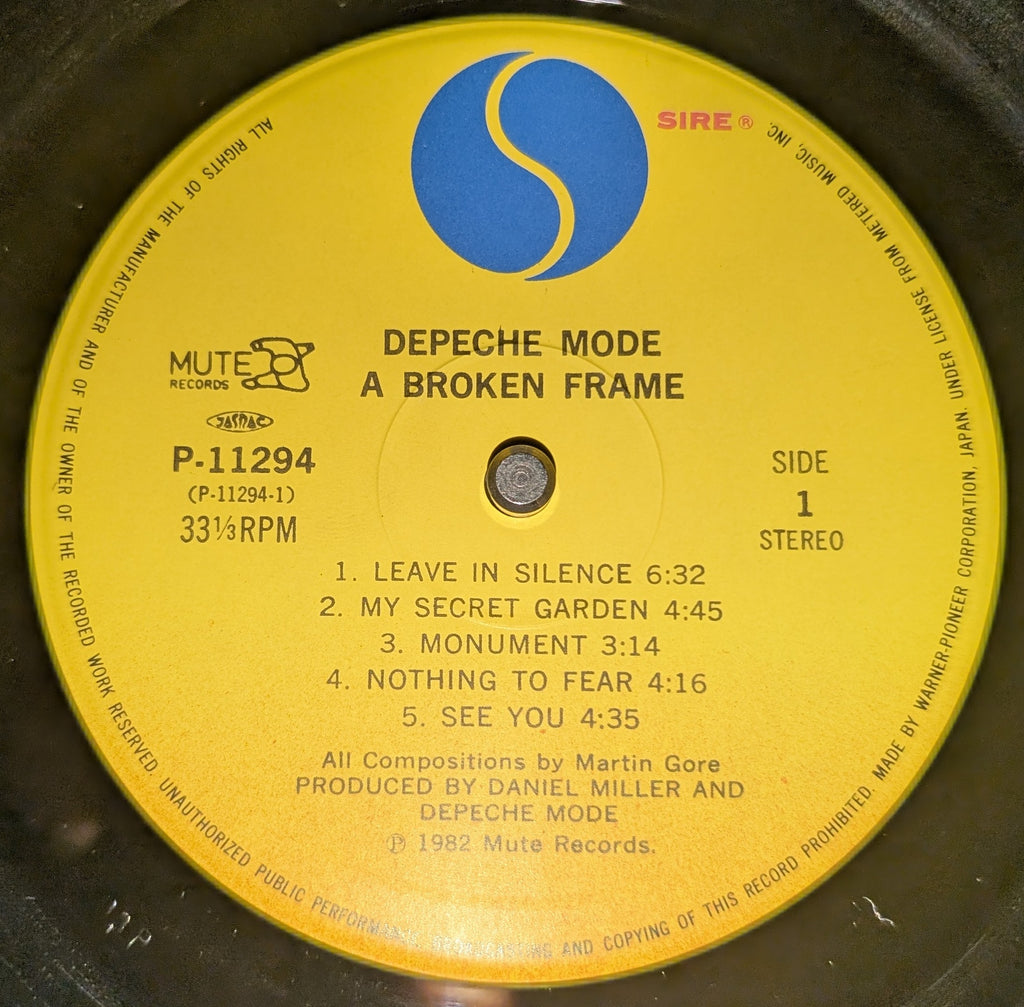 SIRE ®
DEPECHE MODE
A BROKEN FRAME
MUTE
RECORDS
JASRAC
P-11294
(P-11294-1)
33⅓RPM
SIDE
1
STEREO
1. LEAVE IN SILENCE 6:32
2. MY SECRET GARDEN 4:45
3. MONUMENT 3:14
4. NOTHING TO FEAR 4:16
5. SEE YOU 4:35
All Compositions by Martin Gore
PRODUCED BY DANIEL MILLER AND
DEPECHE MODE
℗ 1982 Mute Records.
ALL RIGHTS OF THE MANUFACTURER AND OF THE OWNER OF THE RECORDED WORK RESERVED. UNAUTHORIZED PUBLIC PERFORMANCE, BROADCASTING AND COPYING OF THIS RECORD PROHIBITED. MADE BY WARNER-PIONEER CORPORATION, JAPAN. UNDER LICENSE FROM METERED MUSIC, INC.